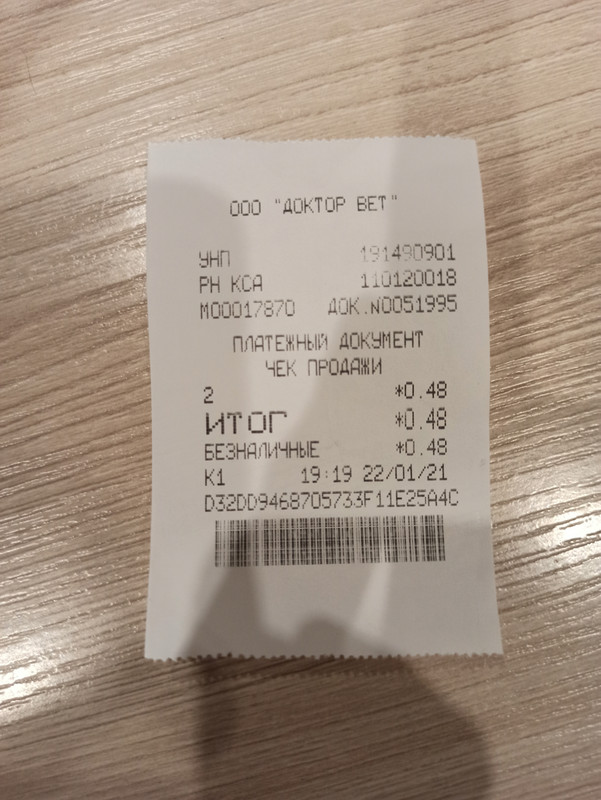 ООО "ДОКТОР ВЕТ"
УНП 191490901
РН КСА 110120018
М00017870 ДОК.N0051995
ПЛАТЕЖНЫЙ ДОКУМЕНТ
ЧЕК ПРОДАЖИ
2 *0.48
ИТОГ *0.48
БЕЗНАЛИЧНЫЕ *0.48
К1 19:19 22/01/21
D32DD9468705733F11E25A4C